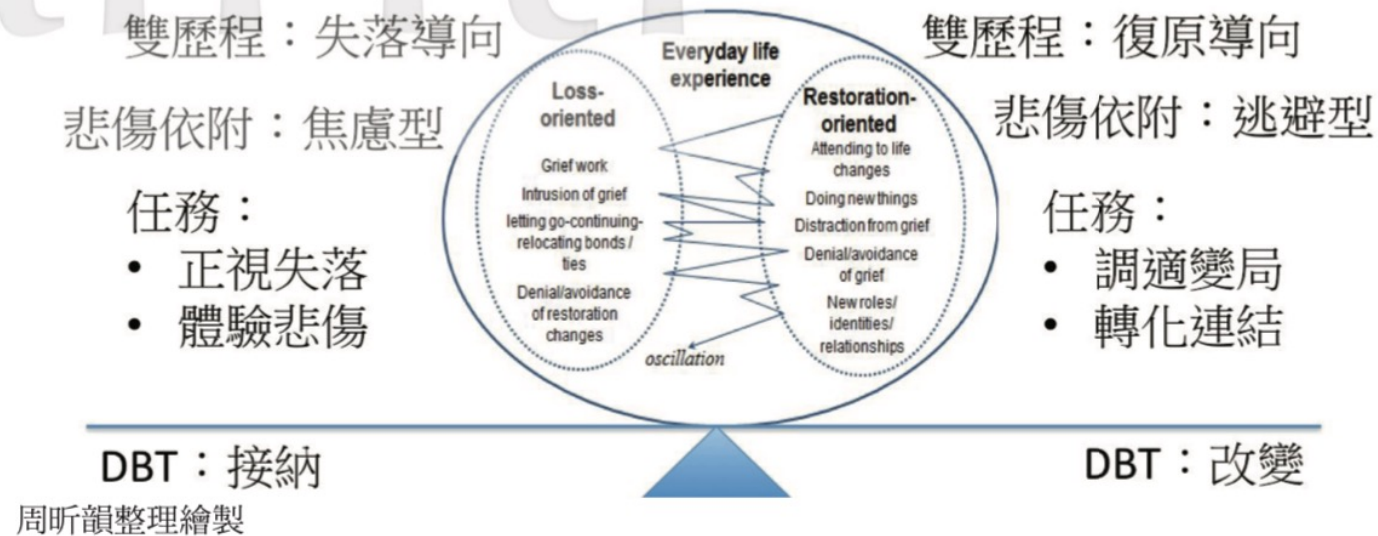 雙歷程：失落導向
悲傷依附：焦慮型
任務：
• 正視失落
• 體驗悲傷
Everyday life
experience
Loss-
oriented
Grief work
Intrusion of grief
letting go-continuing-
relocating bonds /
ties
Denial/avoidance
of restoration
changes
Restoration-
oriented
Attending to life
changes
Doing new things
Distraction from grief
Denial/avoidance
of grief
New roles/
identities/
relationships
oscillation
雙歷程：復原導向
悲傷依附：逃避型
任務：
• 調適變局
• 轉化連結
DBT：接納
DBT：改變
周昕韻整理繪製